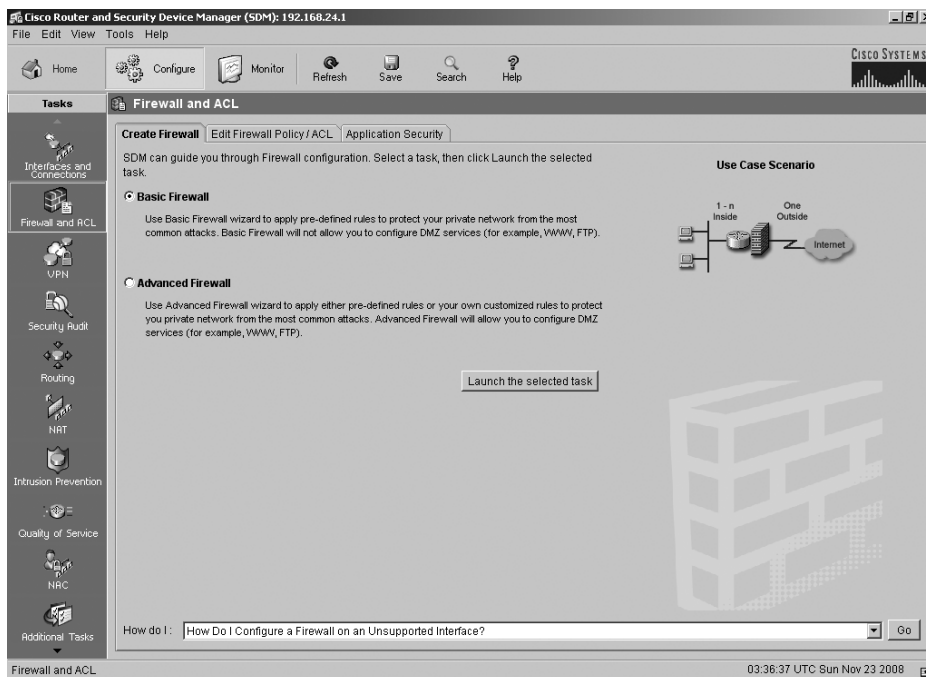 Cisco Router and Security Device Manager (SDM): 192.168.24.1
File Edit View Tools Help
Home
Configure
Monitor
Refresh
Save
Search
Help
CISCO SYSTEMS
Tasks
Firewall and ACL
Interfaces and
Connections
Firewall and ACL
VPN
Security Audit
Routing
NAT
Intrusion Prevention
Quality of Service
NAC
Additional Tasks
Create Firewall
Edit Firewall Policy / ACL
Application Security
SDM can guide you through Firewall configuration. Select a task, then click Launch the selected
task.
Basic Firewall
Use Basic Firewall wizard to apply pre-defined rules to protect your private network from the most
common attacks. Basic Firewall will not allow you to configure DMZ services (for example, WWW, FTP).
Advanced Firewall
Use Advanced Firewall wizard to apply either pre-defined rules or your own customized rules to protect
you private network from the most common attacks. Advanced Firewall will allow you to configure DMZ
services (for example, WWW, FTP).
Launch the selected task
Use Case Scenario
1 - n
Inside
One
Outside
Internet
How do I :
How Do I Configure a Firewall on an Unsupported Interface?
Go
Firewall and ACL
03:36:37 UTC Sun Nov 23 2008